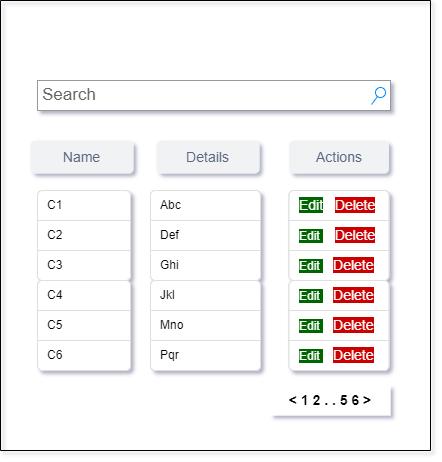 Search
Name Details Actions
C1 Abc Edit Delete
C2 Def Edit Delete
C3 Ghi Edit Delete
C4 Jkl Edit Delete
C5 Mno Edit Delete
C6 Pqr Edit Delete
< 1 2 . . 5 6 >